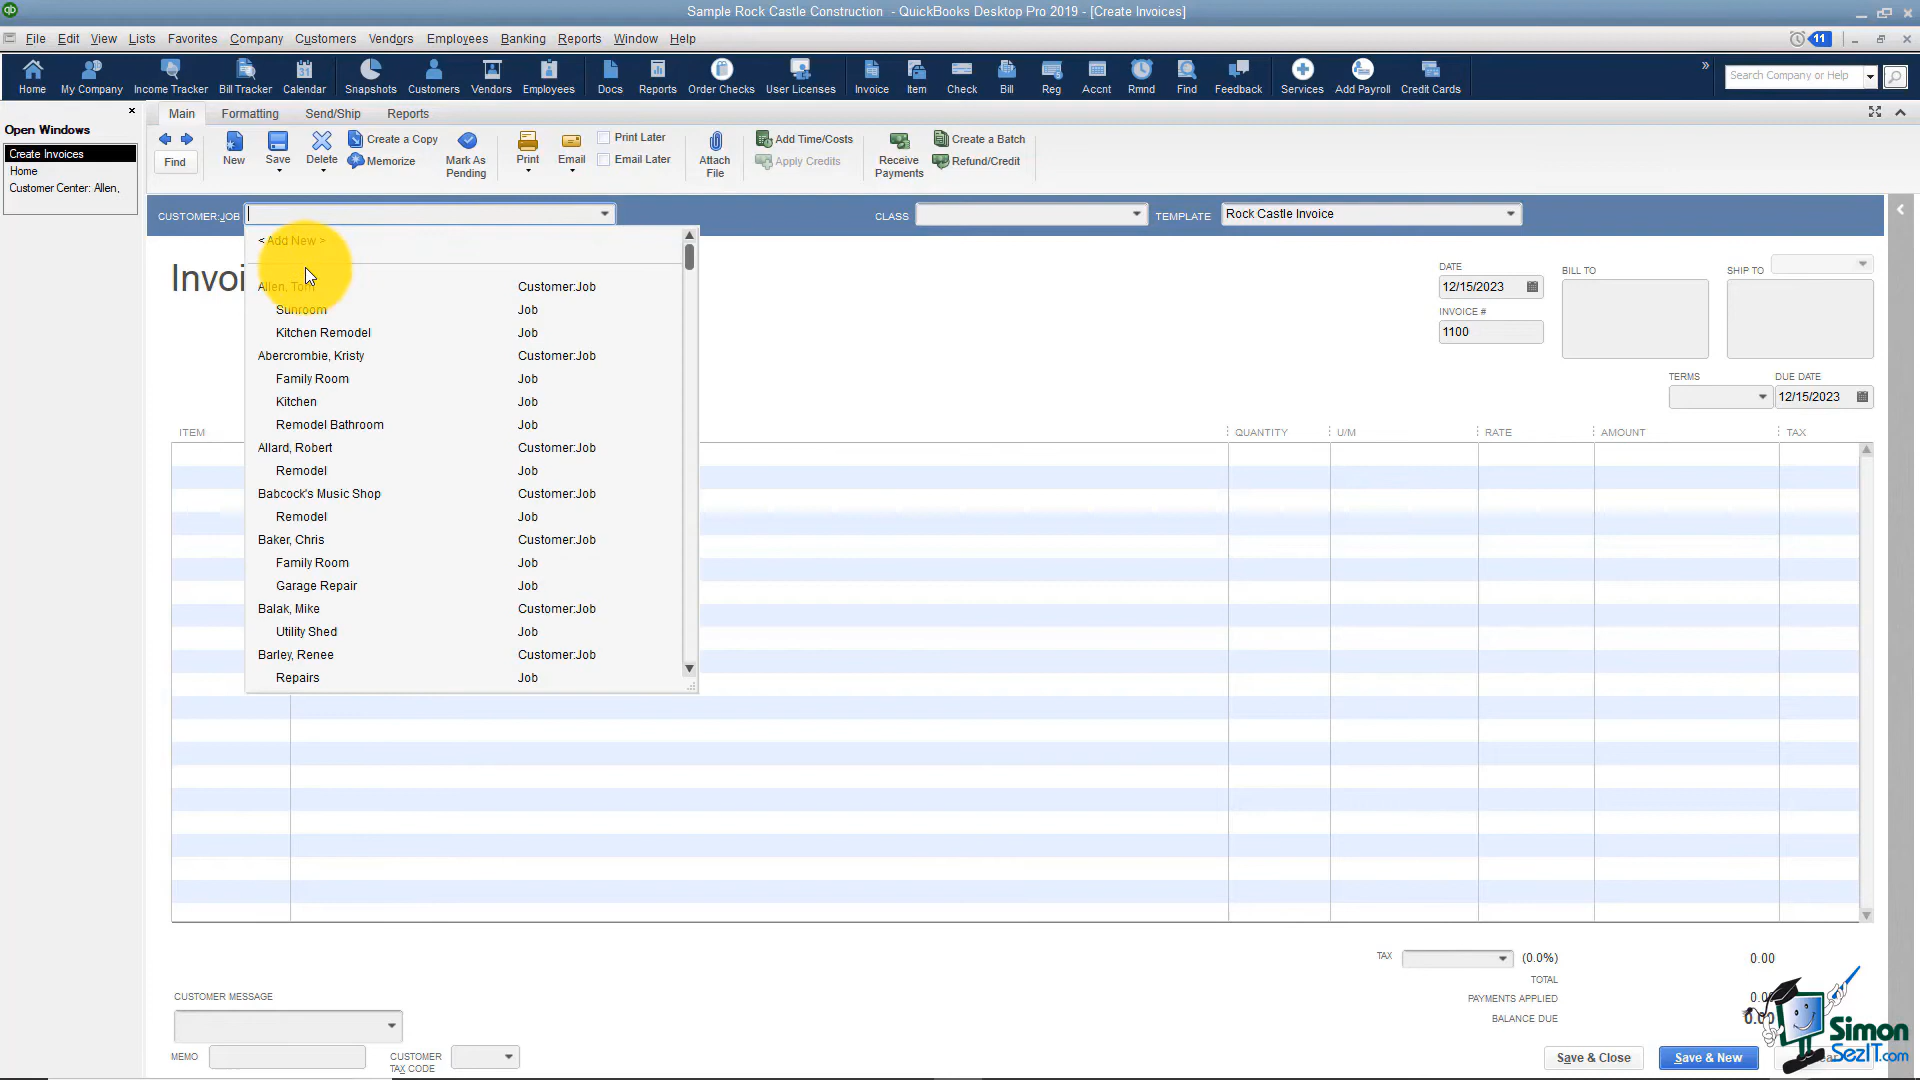 Sample Rock Castle Construction - QuickBooks Desktop Pro 2019 - [Create Invoices]
File Edit View Lists Favorites Company Customers Vendors Employees Banking Reports Window Help 11
Home My Company Income Tracker Bill Tracker Calendar Snapshots Customers Vendors Employees Docs Reports Order Checks User Licenses Invoice Item Check Bill Reg Accnt Rmnd Find Feedback Services Add Payroll Credit Cards » Search Company or Help
Open Windows
Create Invoices
Home
Customer Center: Allen,
Main Formatting Send/Ship Reports
Find New Save Delete Create a Copy Memorize Mark As Pending Print Email Print Later Email Later Attach File Add Time/Costs Apply Credits Receive Payments Create a Batch Refund/Credit
CUSTOMER:JOB CLASS TEMPLATE Rock Castle Invoice
< Add New >
Invoi
Allen, Tom Customer:Job
Sunroom Job
Kitchen Remodel Job
Abercrombie, Kristy Customer:Job
Family Room Job
Kitchen Job
Remodel Bathroom Job
Allard, Robert Customer:Job
Remodel Job
Babcock's Music Shop Customer:Job
Remodel Job
Baker, Chris Customer:Job
Family Room Job
Garage Repair Job
Balak, Mike Customer:Job
Utility Shed Job
Barley, Renee Customer:Job
Repairs Job
DATE
12/15/2023
INVOICE #
1100
BILL TO
SHIP TO
TERMS
DUE DATE
12/15/2023
ITEM QUANTITY U/M RATE AMOUNT TAX
TAX (0.0%) 0.00
TOTAL
PAYMENTS APPLIED 0.00
BALANCE DUE 0.00
CUSTOMER MESSAGE
MEMO
CUSTOMER TAX CODE
Save & Close Save & New
Simon
SezIT.com